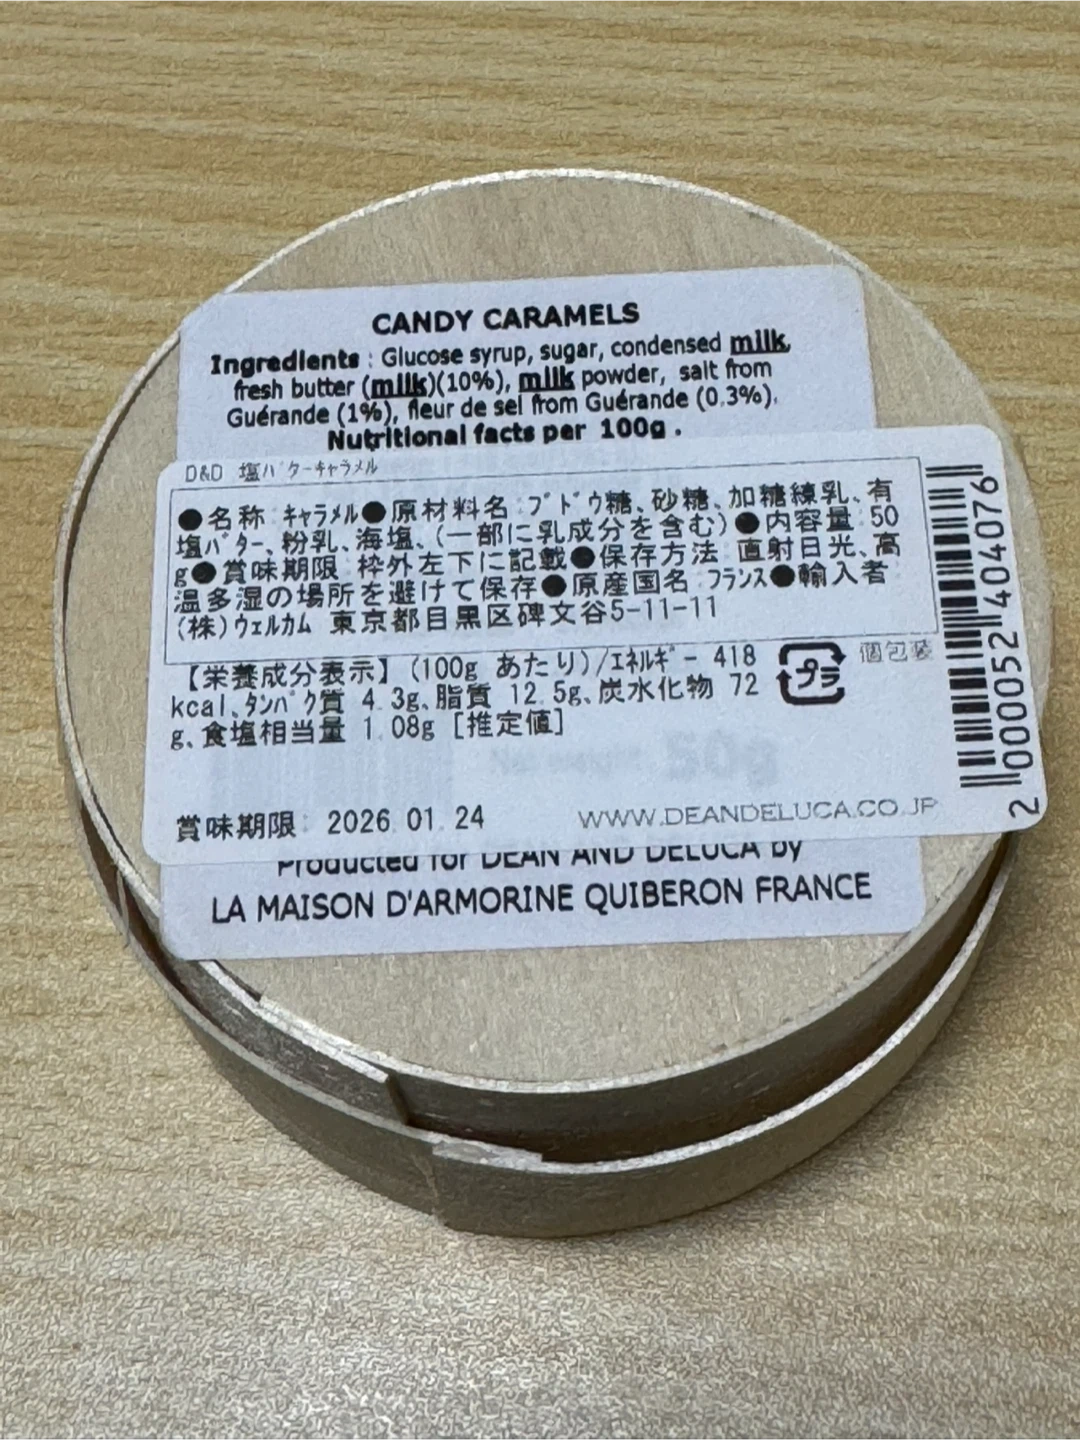 CANDY CARAMELS
Ingredients : Glucose syrup, sugar, condensed milk,
fresh butter (milk)(10%), milk powder, salt from
Guérande (1%), fleur de sel from Guérande (0.3%).
Nutritional facts per 100g .
D&D 塩バターキャラメル
●名称:キャラメル●原材料名:ブドウ糖、砂糖、加糖練乳、有
塩バター、粉乳、海塩、(一部に乳成分を含む)●内容量:50
g●賞味期限:枠外左下に記載●保存方法:直射日光、高
温多湿の場所を避けて保存●原産国名:フランス●輸入者:
(株)ウェルカム 東京都目黒区碑文谷5-11-11
【栄養成分表示】(100g あたり)/エネルギー 418
kcal、タンパク質 4.3g、脂質 12.5g、炭水化物 72
g、食塩相当量 1.08g [推定値]
プラ
個包装
Net weight: 50g
賞味期限: 2026.01.24
WWW.DEANDELUCA.CO.JP
2000052404076
Producted for DEAN AND DELUCA by
LA MAISON D'ARMORINE QUIBERON FRANCE